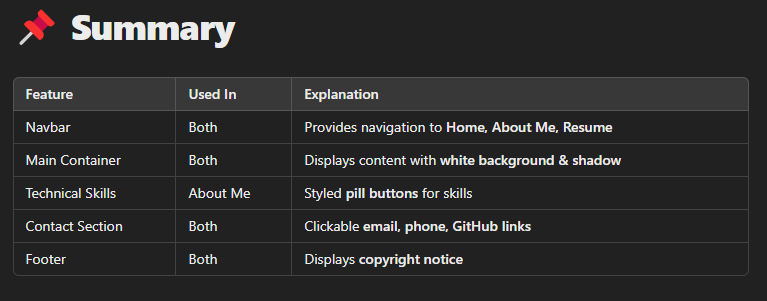 Summary
Feature Used In Explanation
Navbar Both Provides navigation to Home, About Me, Resume
Main Container Both Displays content with white background & shadow
Technical Skills About Me Styled pill buttons for skills
Contact Section Both Clickable email, phone, GitHub links
Footer Both Displays copyright notice